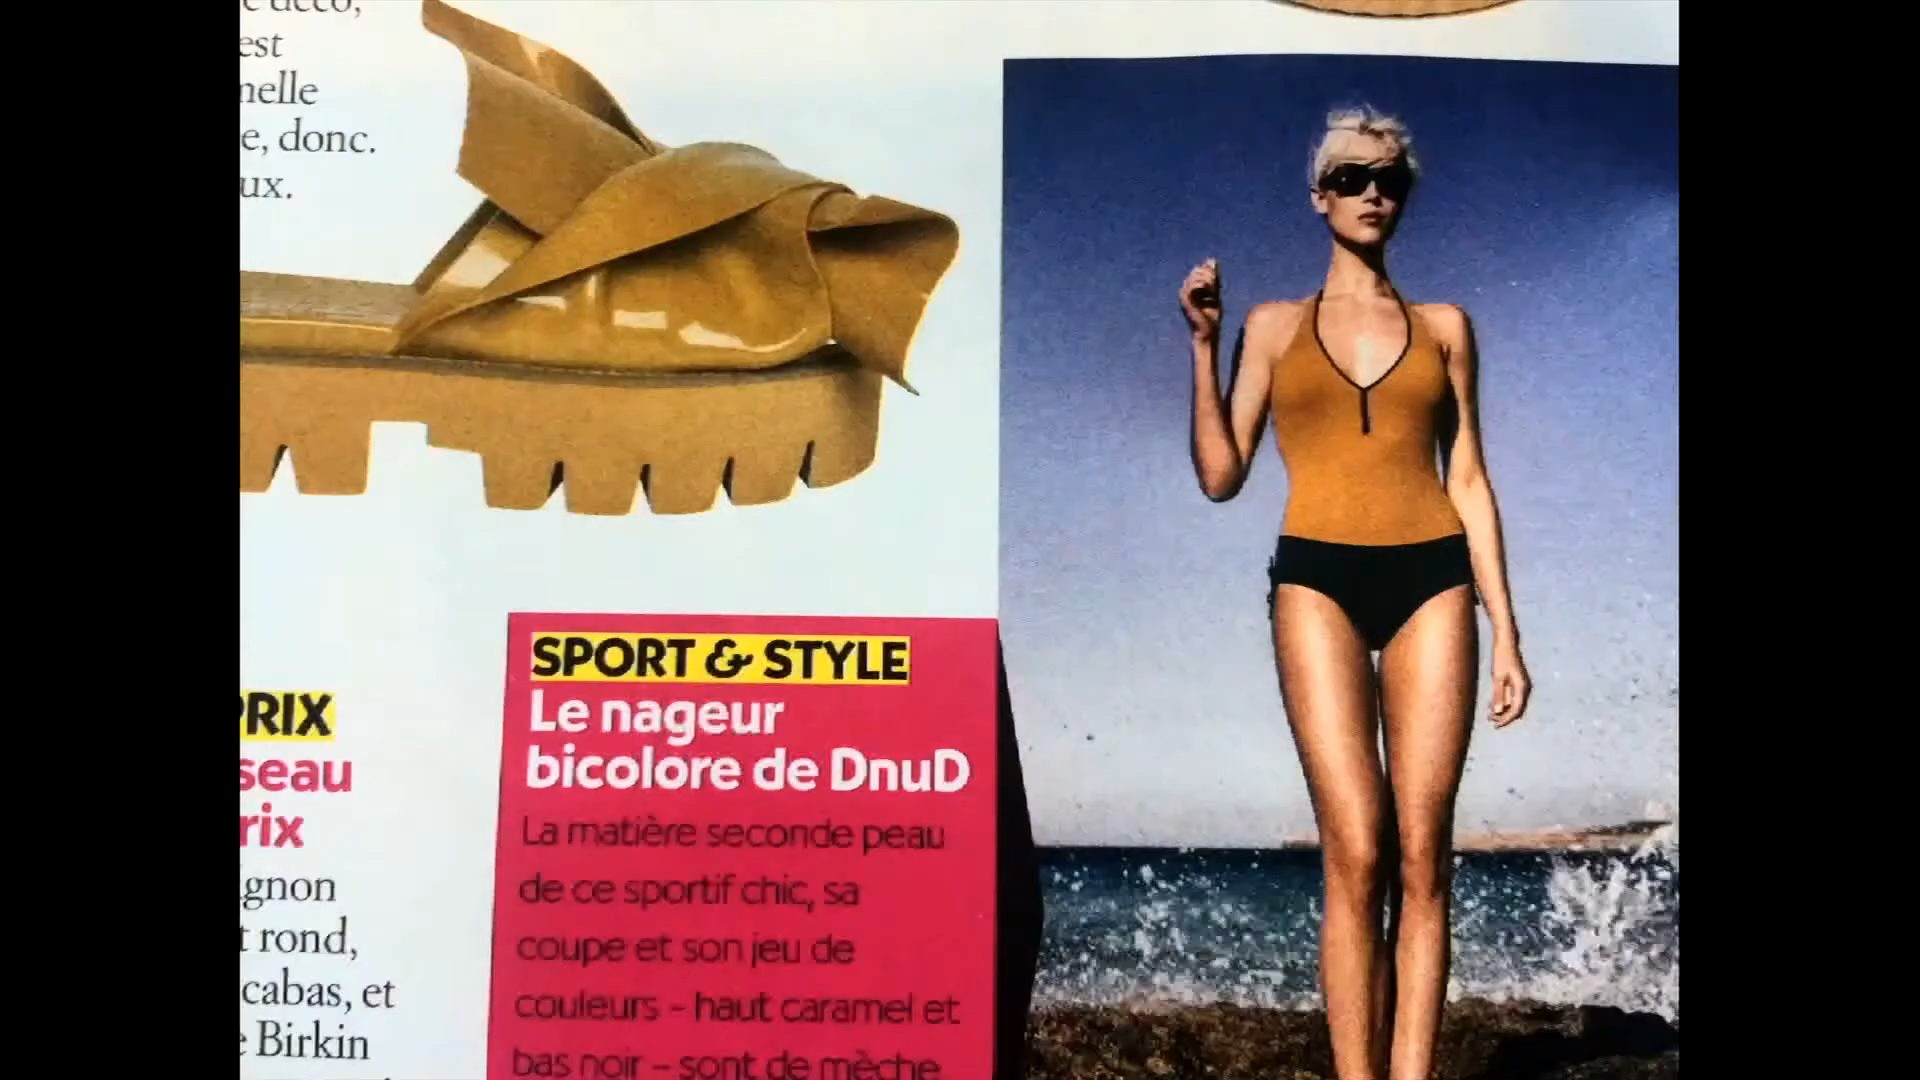 est
e, donc.
ux.
PRIX
seau
rix
gnon
t rond,
cabas, et
e Birkin
SPORT & STYLE
Le nageur
bicolore de DnuD
La matière seconde peau
de ce sportif chic, sa
coupe et son jeu de
couleurs – haut caramel et
bas noir – sont de mèche